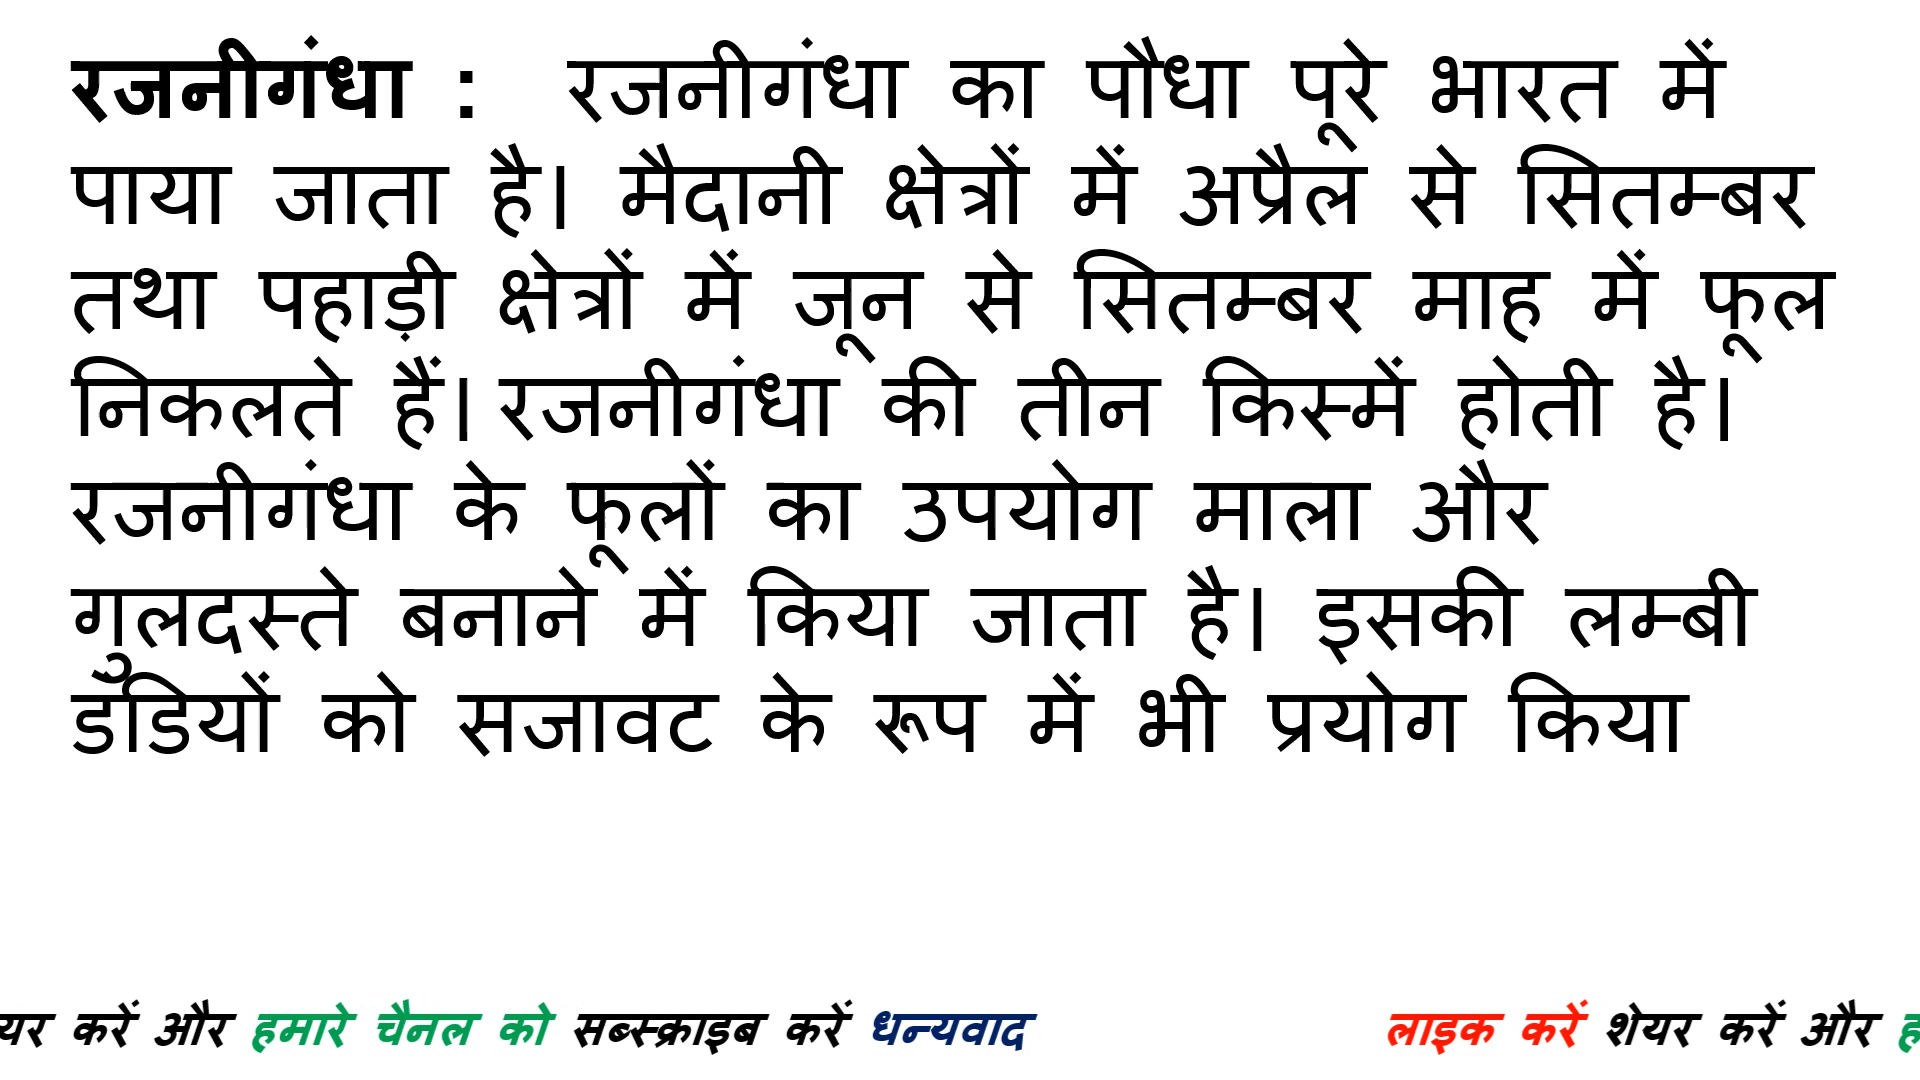 रजनीगंधा : रजनीगंधा का पौधा पूरे भारत में
पाया जाता है। मैदानी क्षेत्रों में अप्रैल से सितम्बर
तथा पहाड़ी क्षेत्रों में जून से सितम्बर माह में फूल
निकलते हैं। रजनीगंधा की तीन किस्में होती है।
रजनीगंधा के फूलों का उपयोग माला और
गुलदस्ते बनाने में किया जाता है। इसकी लम्बी
डंडियों को सजावट के रूप में भी प्रयोग किया
यर करें और हमारे चैनल को सब्स्क्राइब करें धन्यवाद लाइक करें शेयर करें और ह